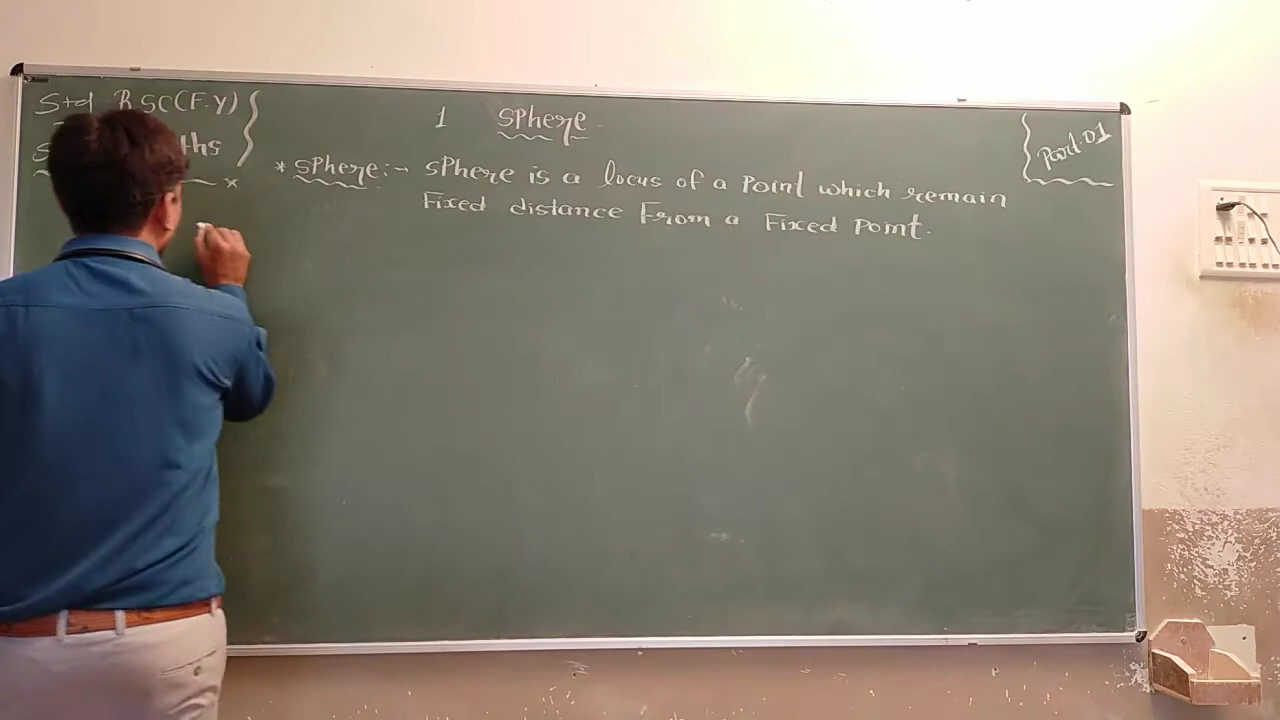 Std B.SC(F.Y)
1 Sphere
Part-01
* Sphere:- Sphere is a locus of a Point which remain
Fixed distance From a Fixed Point.